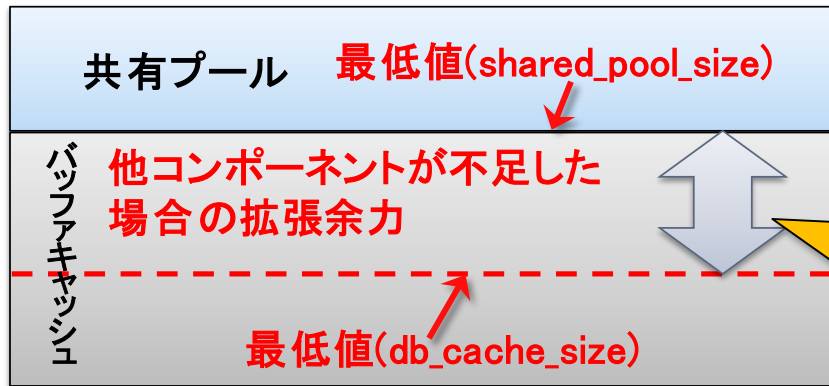 共有プール
最低値(shared_pool_size)
バッファキャッシュ
他コンポーネントが不足した
場合の拡張余力
最低値(db_cache_size)